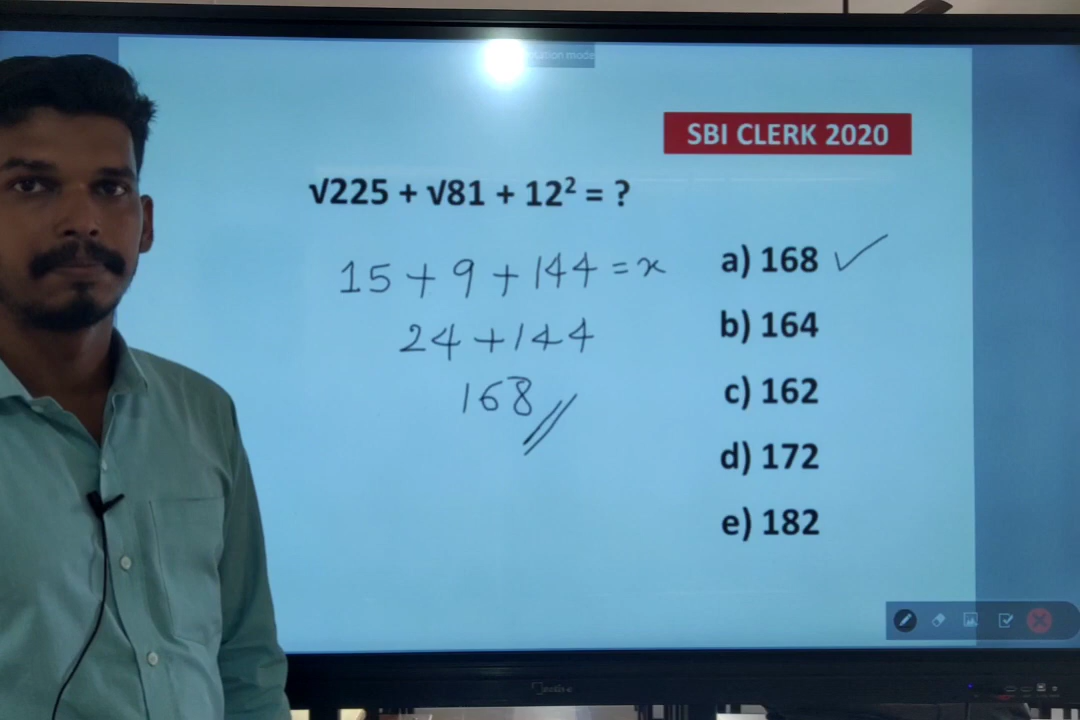 SBI CLERK 2020
√225 + √81 + 12² = ?
15 + 9 + 144 = x
24 + 144
168
a) 168 ✓
b) 164
c) 162
d) 172
e) 182